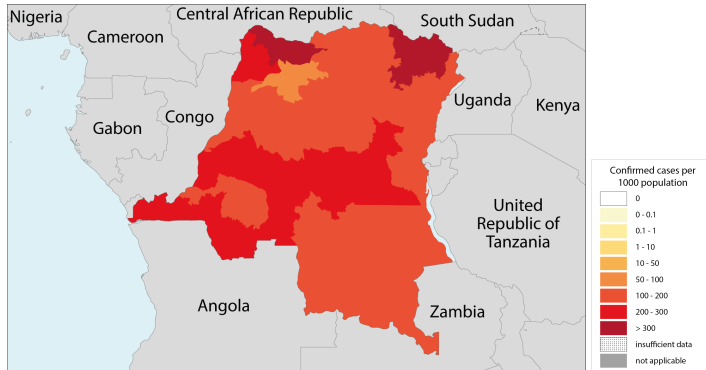 Nigeria
Central African Republic
South Sudan
Cameroon
Congo
Gabon
Uganda
Kenya
United
Republic of
Tanzania
Angola
Zambia
Confirmed cases per
1000 population
0
0 - 0.1
0.1 - 1
1 - 10
10 - 50
50 - 100
100 - 200
200 - 300
> 300
insufficient data
not applicable